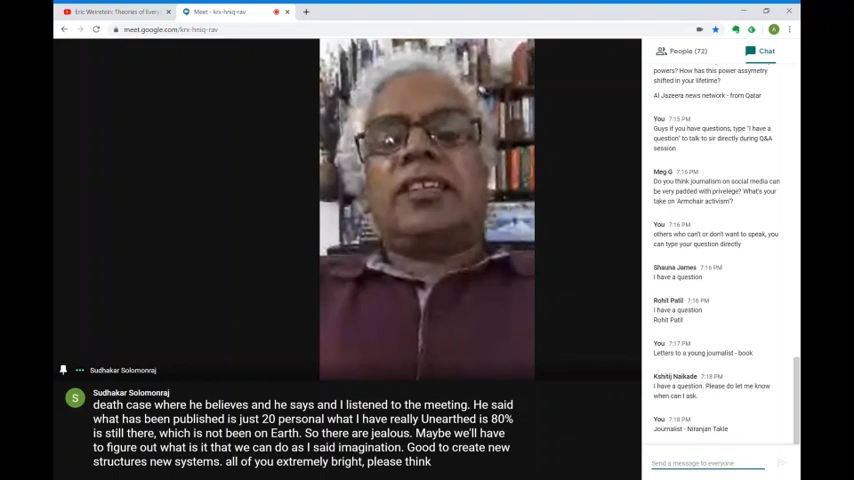 Eric Weinstein: Theories of Every
Meet - krx-hniq-rav
meet.google.com/krx-hniq-rav
People (72)
Chat
powers? How has this power assymetry
shifted in your lifetime?
Al Jazeera news network - from Qatar
You 7:15 PM
Guys if you have questions, type "I have a
question" to talk to sir directly during Q&A
session
Meg G 7:16 PM
Do you think journalism on social media can
be very padded with privelege? What's your
take on 'Armchair activism'?
You 7:16 PM
others who can't or don't want to speak, you
can type your question directly
Shauna James 7:16 PM
I have a question
Rohit Patil 7:16 PM
I have a question
Rohit Patil
You 7:17 PM
Letters to a young journalist - book
Kshitij Naikade 7:18 PM
I have a question. Please do let me know
when can I ask.
You 7:18 PM
Journalist - Niranjan Takle
Send a message to everyone
Sudhakar Solomonraj
S
Sudhakar Solomonraj
death case where he believes and he says and I listened to the meeting. He said
what has been published is just 20 personal what I have really Unearthed is 80%
is still there, which is not been on Earth. So there are jealous. Maybe we'll have
to figure out what is it that we can do as I said imagination. Good to create new
structures new systems. all of you extremely bright, please think